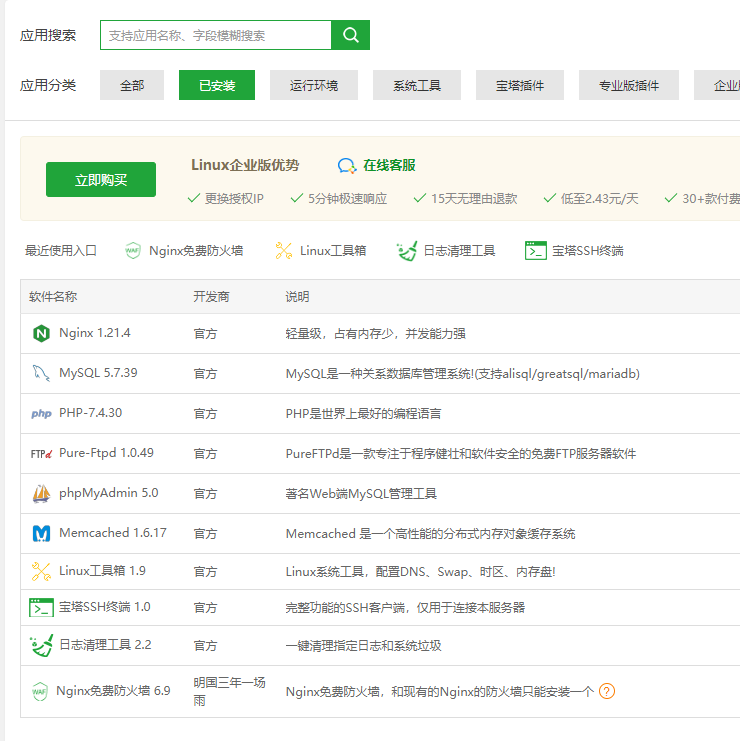 应用搜索 支持应用名称、字段模糊搜索
应用分类 全部 已安装 运行环境 系统工具 宝塔插件 专业版插件 企业
立即购买
Linux企业版优势 在线客服
更换授权IP 5分钟极速响应 15天无理由退款 低至2.43元/天 30+款付费
最近使用入口 WAF Nginx免费防火墙 Linux工具箱 日志清理工具 宝塔SSH终端
软件名称 开发商 说明
N Nginx 1.21.4 官方 轻量级，占有内存少，并发能力强
MySQL 5.7.39 官方 MySQL是一种关系数据库管理系统!(支持alisql/greatsql/mariadb)
php PHP-7.4.30 官方 PHP是世界上最好的编程语言
FTPd Pure-Ftpd 1.0.49 官方 PureFTPd是一款专注于程序健壮和软件安全的免费FTP服务器软件
phpMyAdmin 5.0 官方 著名Web端MySQL管理工具
Memcached 1.6.17 官方 Memcached 是一个高性能的分布式内存对象缓存系统
Linux工具箱 1.9 官方 Linux系统工具，配置DNS、Swap、时区、内存盘!
宝塔SSH终端 1.0 官方 完整功能的SSH客户端，仅用于连接本服务器
日志清理工具 2.2 官方 一键清理指定日志和系统垃圾
WAF Nginx免费防火墙 6.9 明国三年一场雨 Nginx免费防火墙，和现有的Nginx的防火墙只能安装一个 ?